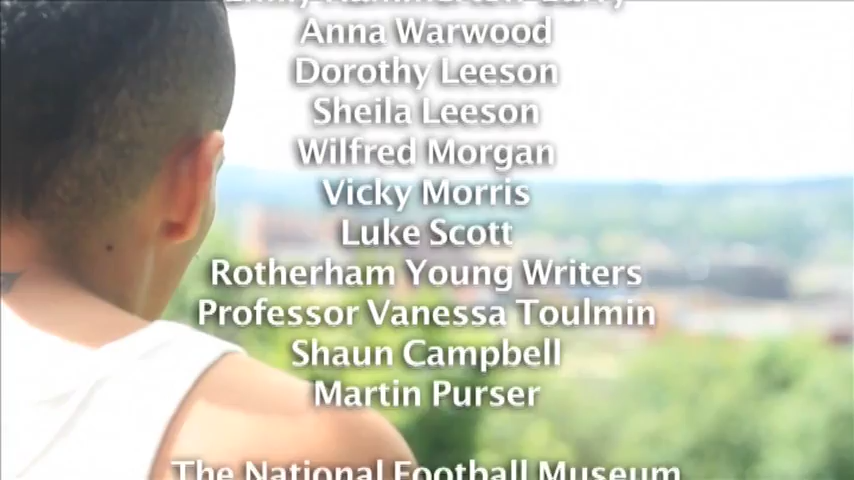 Anna Warwood
Dorothy Leeson
Sheila Leeson
Wilfred Morgan
Vicky Morris
Luke Scott
Rotherham Young Writers
Professor Vanessa Toulmin
Shaun Campbell
Martin Purser
The National Football Museum